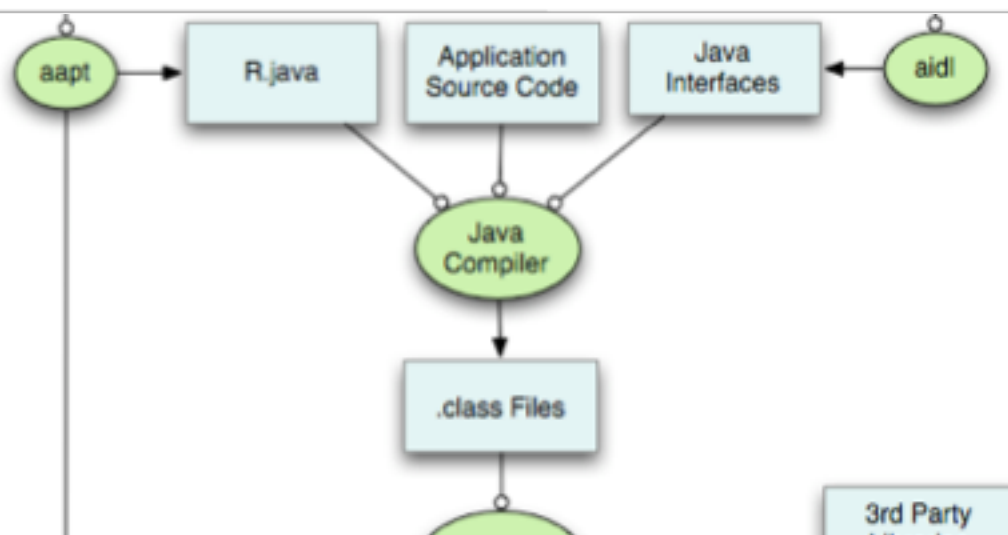 aapt
R.java
Application
Source Code
Java
Interfaces
aidl
Java
Compiler
.class Files
3rd Party